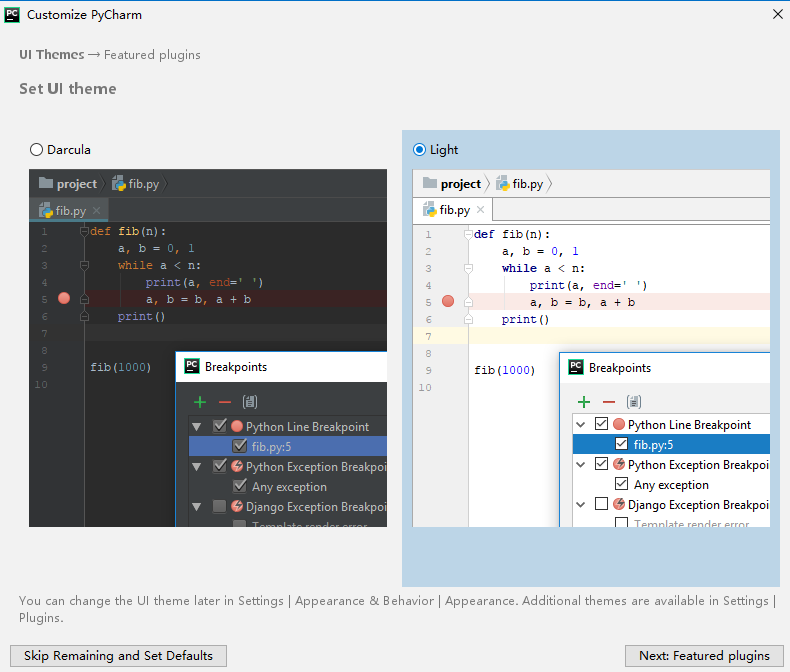 PC Customize PyCharm
UI Themes → Featured plugins
Set UI theme
Darcula
project fib.py
fib.py
1 def fib(n):
2 a, b = 0, 1
3 while a < n:
4 print(a, end=' ')
5 a, b = b, a + b
6 print()
7
8
9 fib(1000)
10
PC Breakpoints
Python Line Breakpoint
fib.py:5
Python Exception Breakpoi
Any exception
Django Exception Breakpoi
Template render error
Light
project fib.py
fib.py
1 def fib(n):
2 a, b = 0, 1
3 while a < n:
4 print(a, end=' ')
5 a, b = b, a + b
6 print()
7
8
9 fib(1000)
10
PC Breakpoints
Python Line Breakpoint
fib.py:5
Python Exception Breakpoi
Any exception
Django Exception Breakpoi
Template render error
You can change the UI theme later in Settings | Appearance & Behavior | Appearance. Additional themes are available in Settings |
Plugins.
Skip Remaining and Set Defaults
Next: Featured plugins